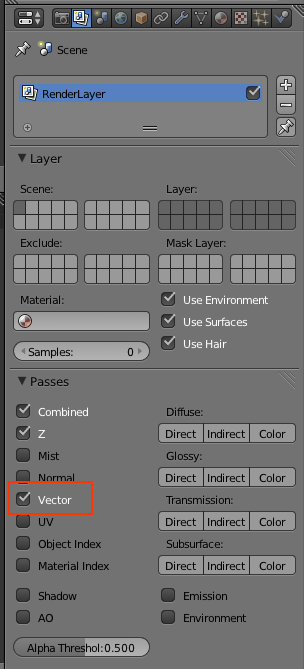 Scene
RenderLayer
Layer
Scene: Layer:
Exclude: Mask Layer:
Material: Use Environment
Use Surfaces
Samples: 0 Use Hair
Passes
Combined Diffuse:
Z Direct Indirect Color
Mist Glossy:
Normal Direct Indirect Color
Vector Transmission:
UV Direct Indirect Color
Object Index Subsurface:
Material Index Direct Indirect Color
Shadow Emission
AO Environment
Alpha Threshol:0.500